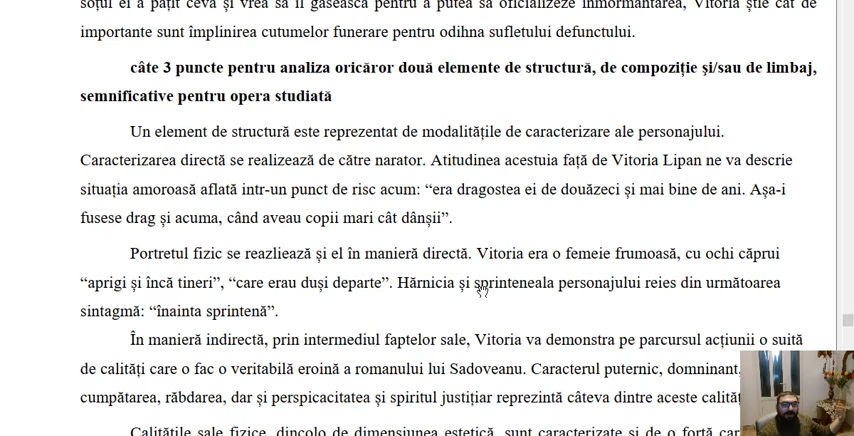 soțul ei a pățit ceva și vrea să îl găsească pentru a putea să oficializeze înmormântarea, Vitoria știe cât de
importante sunt împlinirea cutumelor funerare pentru odihna sufletului defunctului.
câte 3 puncte pentru analiza oricăror două elemente de structură, de compoziţie şi/sau de limbaj,
semnificative pentru opera studiată
Un element de structură este reprezentat de modalitățile de caracterizare ale personajului.
Caracterizarea directă se realizează de către narator. Atitudinea acestuia față de Vitoria Lipan ne va descrie
situația amoroasă aflată intr-un punct de risc acum: “era dragostea ei de douăzeci și mai bine de ani. Așa-i
fusese drag și acuma, când aveau copii mari cât dânșii”.
Portretul fizic se reazliează și el în manieră directă. Vitoria era o femeie frumoasă, cu ochi căprui
“aprigi și încă tineri”, “care erau duși departe”. Hărnicia și sprinteneala personajului reies din următoarea
sintagmă: “înainta sprintenă”.
În manieră indirectă, prin intermediul faptelor sale, Vitoria va demonstra pe parcursul acțiunii o suită
de calități care o fac o veritabilă eroină a romanului lui Sadoveanu. Caracterul puternic, domninant,
cumpătarea, răbdarea, dar și perspicacitatea și spiritul justițiar reprezintă câteva dintre aceste
Calitățile sale fizice, dincolo de dimensiunea estetică, sunt caracterizate și de o forță